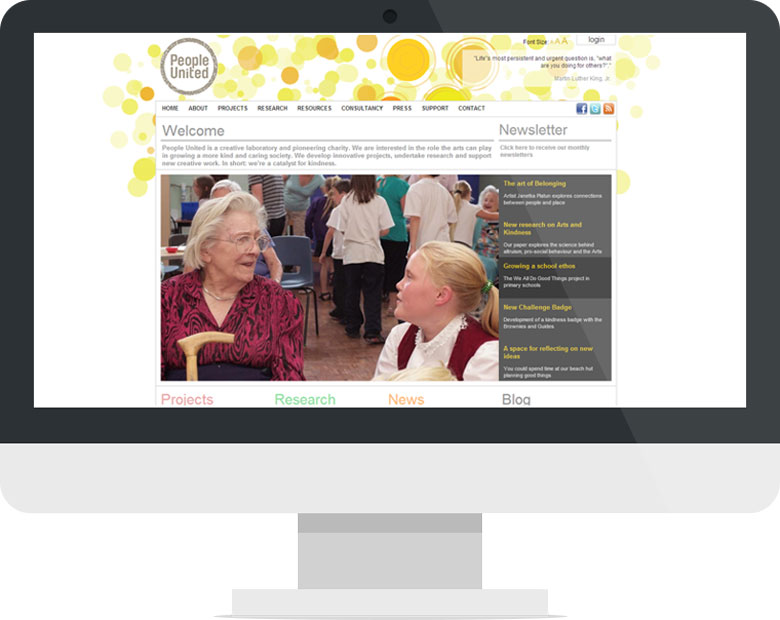 People
United
Font Size: A A A
login
"Life's most persistent and urgent question is, "what
are you doing for others?"."
Martin Luther King, Jr.
HOME ABOUT PROJECTS RESEARCH RESOURCES CONSULTANCY PRESS SUPPORT CONTACT
Welcome
People United is a creative laboratory and pioneering charity. We are interested in the role the arts can play
in growing a more kind and caring society. We develop innovative projects, undertake research and support
new creative work. In short: we're a catalyst for kindness.
Newsletter
Click here to receive our monthly
newsletters
The art of Belonging
Artist Janetka Platun explores connections
between people and place
New research on Arts and
Kindness
Our paper explores the science behind
altruism, pro-social behaviour and the Arts
Growing a school ethos
The We All Do Good Things project in
primary schools
New Challenge Badge
Development of a kindness badge with the
Brownies and Guides
A space for reflecting on new
ideas
You could spend time at our beach hut
planning good things
Projects Research News Blog